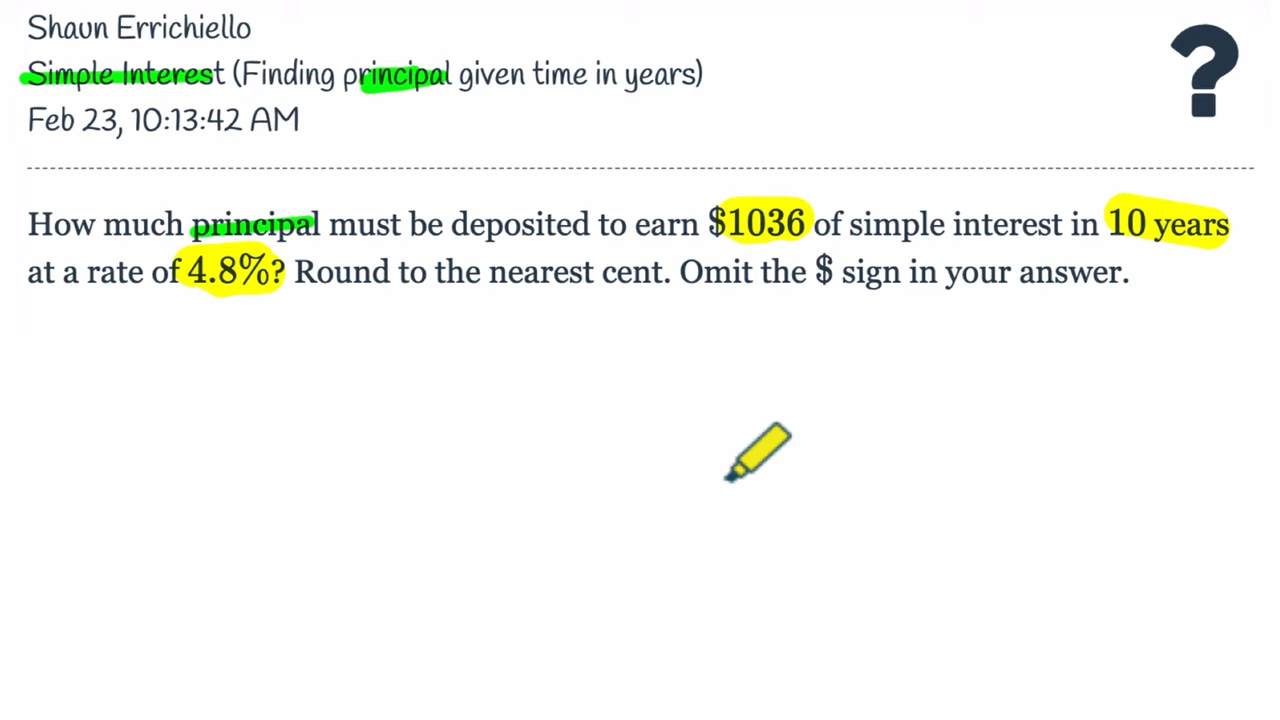 Shaun Errichiello
Simple Interest (Finding principal given time in years)
Feb 23, 10:13:42 AM
?
How much principal must be deposited to earn $1036 of simple interest in 10 years
at a rate of 4.8%? Round to the nearest cent. Omit the $ sign in your answer.